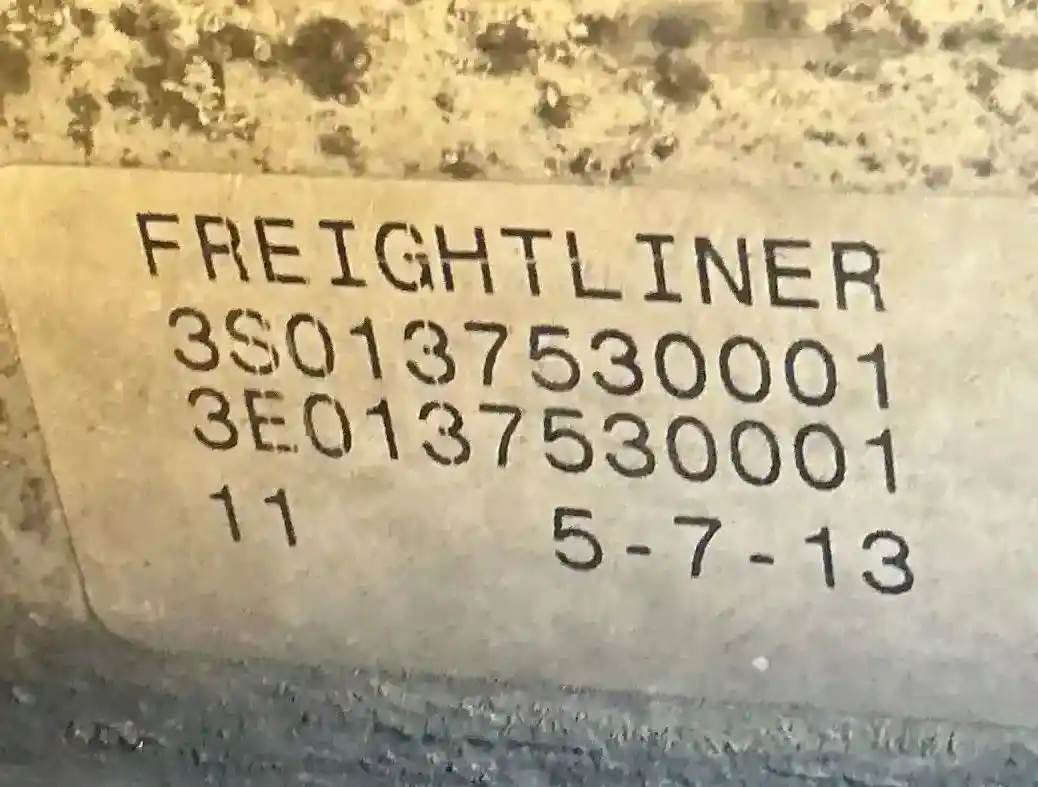 FREIGHTLINER
3S0137530001
3E0137530001
11 5-7-13